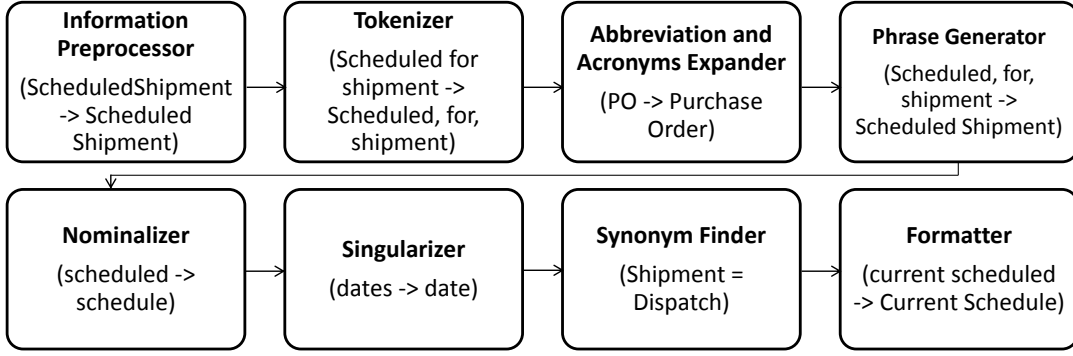 Information
Preprocessor
(ScheduledShipment
-> Scheduled
Shipment)
Tokenizer
(Scheduled for
shipment ->
Scheduled, for,
shipment)
Abbreviation and
Acronyms Expander
(PO -> Purchase
Order)
Phrase Generator
(Scheduled, for,
shipment ->
Scheduled Shipment)
Nominalizer
(scheduled ->
schedule)
Singularizer
(dates -> date)
Synonym Finder
(Shipment =
Dispatch)
Formatter
(current scheduled
-> Current Schedule)